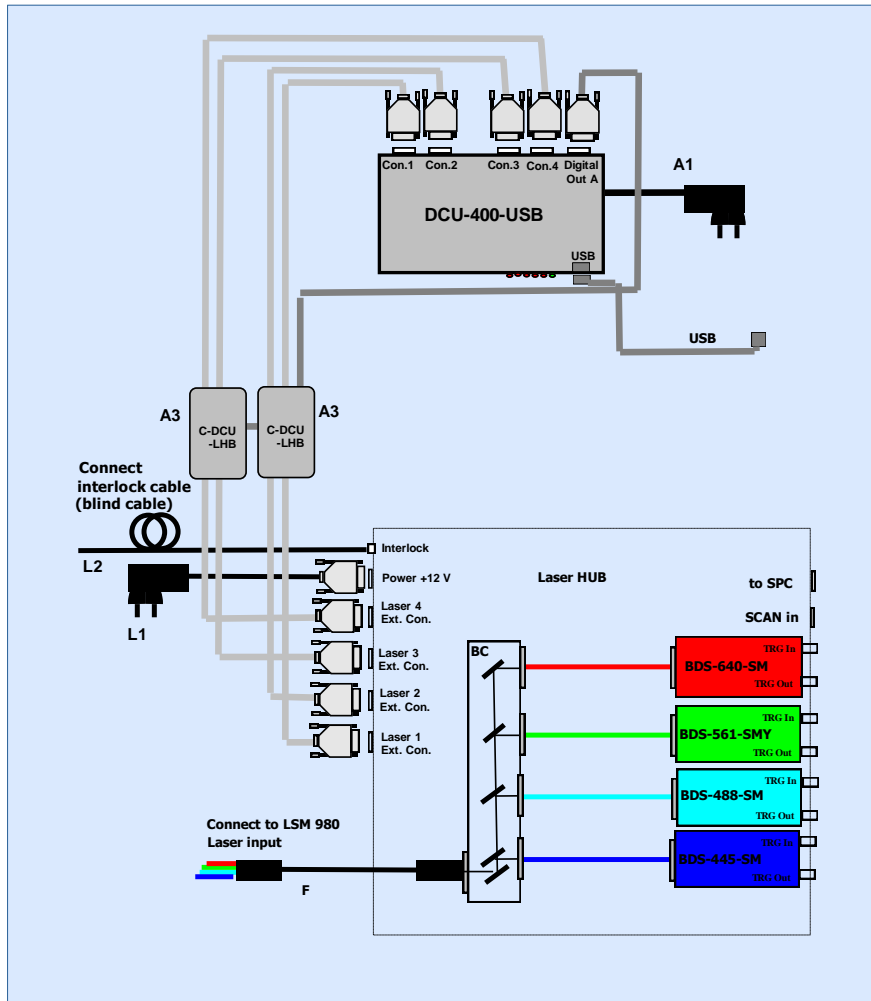 Con.1
Con.2
Con.3
Con.4
Digital
Out A
A1
DCU-400-USB
USB
USB
A3
C-DCU
-LHB
C-DCU
-LHB
A3
Connect
interlock cable
(blind cable)
L2
L1
Interlock
Power +12 V
Laser HUB
to SPC
SCAN in
Laser 4
Ext. Con.
Laser 3
Ext. Con.
Laser 2
Ext. Con.
Laser 1
Ext. Con.
BC
TRG In
BDS-640-SM
TRG Out
TRG In
BDS-561-SMY
TRG Out
TRG In
BDS-488-SM
TRG Out
TRG In
BDS-445-SM
TRG Out
Connect to LSM 980
Laser input
F